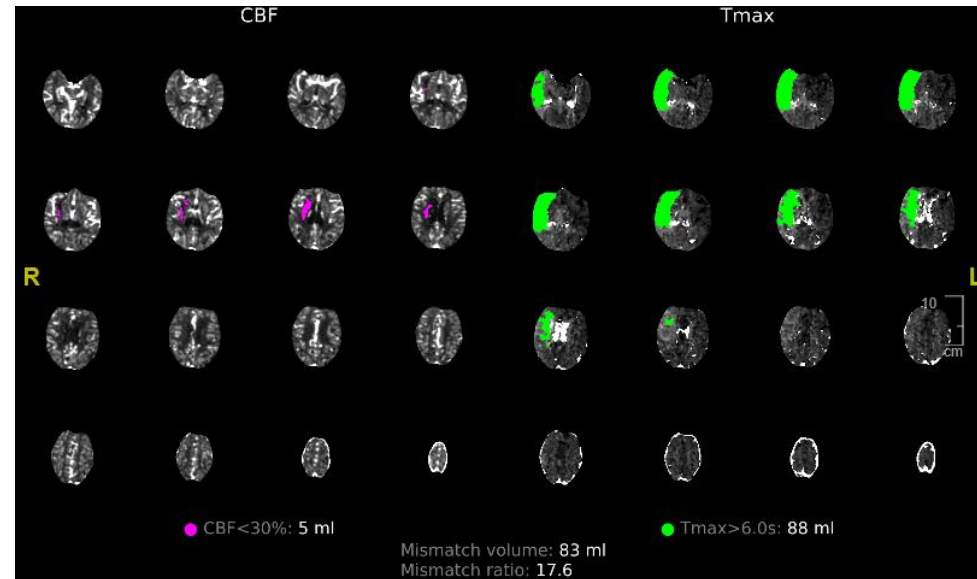 CBF
Tmax
R
L
10
cm
CBF<30%: 5 ml
Tmax>6.0s: 88 ml
Mismatch volume: 83 ml
Mismatch ratio: 17.6